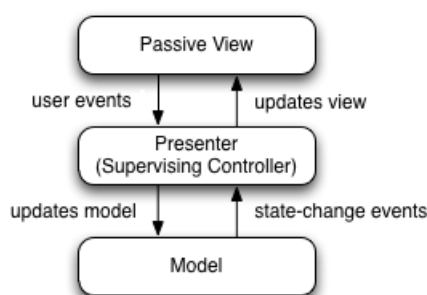 Passive View
user events
updates view
Presenter
(Supervising Controller)
updates model
state-change events
Model